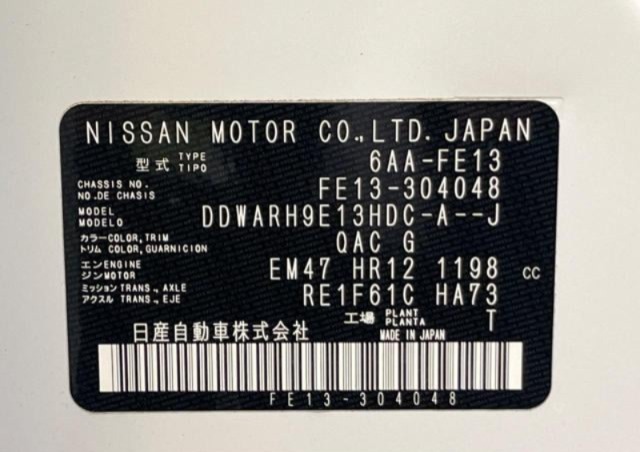 NISSAN MOTOR CO.,LTD. JAPAN
型式 TYPE TIPO 6AA-FE13
CHASSIS NO. NO.DE CHASIS FE13-304048
MODEL MODELO DDWARH9E13HDC-A--J
カラー COLOR,TRIM トリム COLOR,GUARNICION QAC G
エンジン ENGINE MOTOR EM47 HR12 1198 cc
ミッション TRANS., AXLE アクスル TRANS., EJE RE1F61C HA73
工場 PLANT PLANTA T
日産自動車株式会社 MADE IN JAPAN
FE13-304048